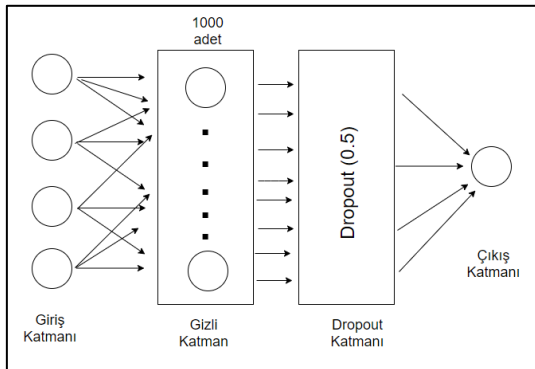 1000
adet
Dropout (0.5)
Giriş
Katmanı
Gizli
Katman
Dropout
Katmanı
Çıkış
Katmanı